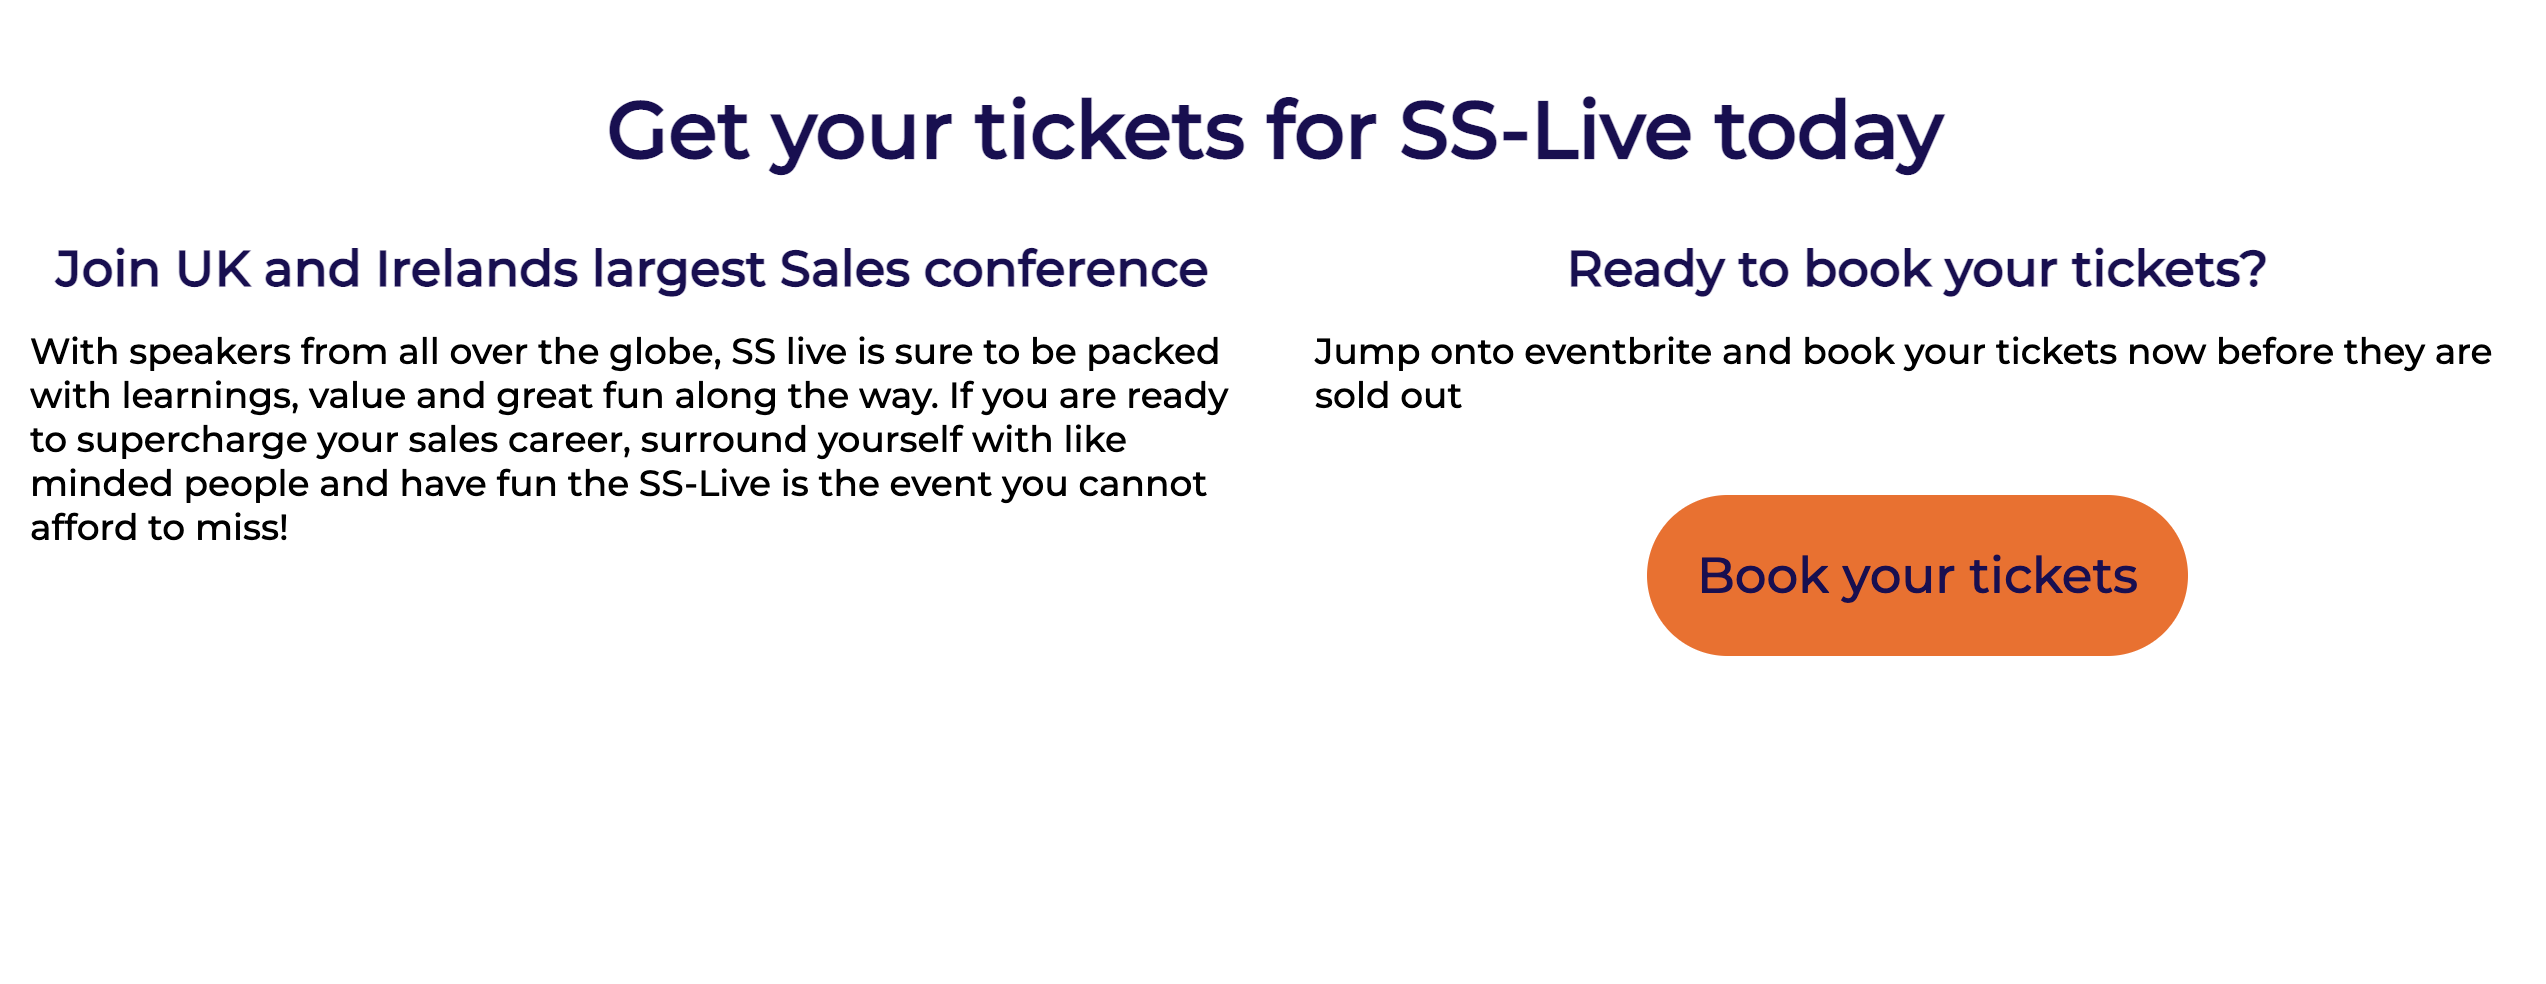 Get your tickets for SS-Live today
Join UK and Irelands largest Sales conference
With speakers from all over the globe, SS live is sure to be packed
with learnings, value and great fun along the way. If you are ready
to supercharge your sales career, surround yourself with like
minded people and have fun the SS-Live is the event you cannot
afford to miss!
Ready to book your tickets?
Jump onto eventbrite and book your tickets now before they are
sold out
Book your tickets